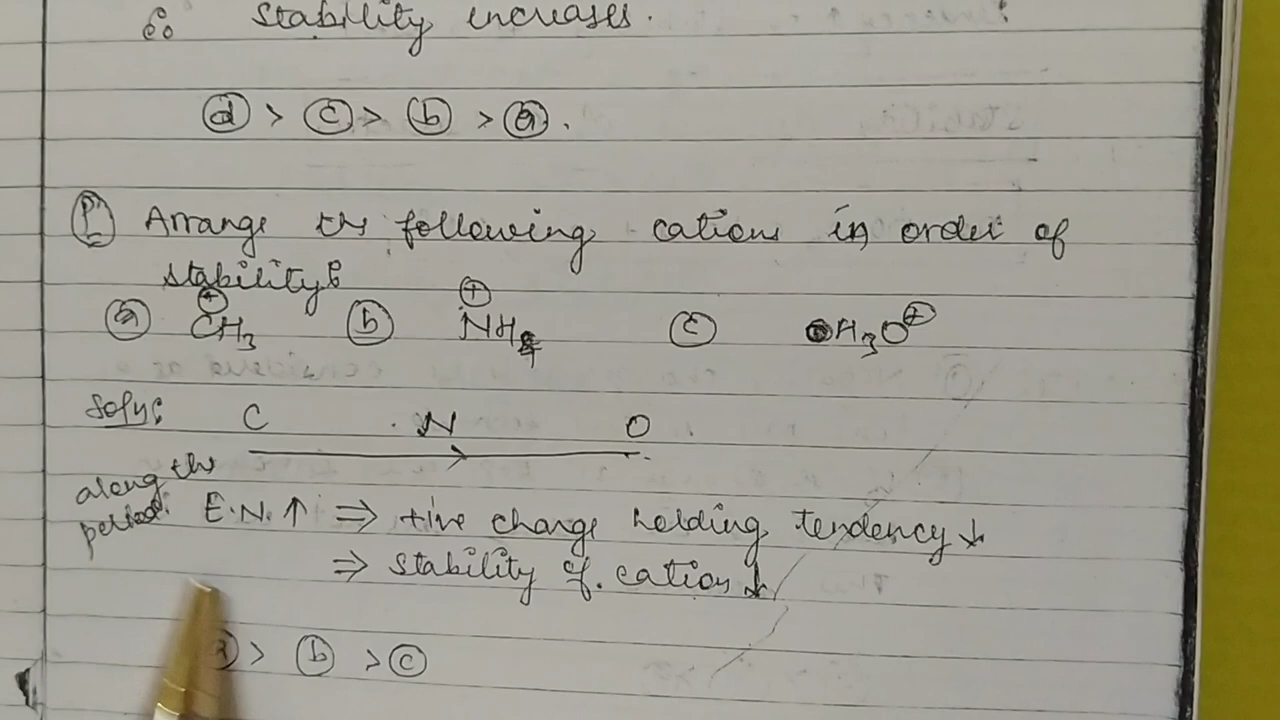 ∴ Stability increases.
ⓓ > ⓒ > ⓑ > ⓐ.
Arrange the following cations in order of
stability:
ⓐ ⊕CH₃ ⓑ ⊕NH₄ ⓒ H₃O⊕
Soln: C N O
along the
period: E.N.↑ ⇒ +ive charge holding tendency ↓
⇒ stability of cation ↓
ⓐ > ⓑ > ⓒ